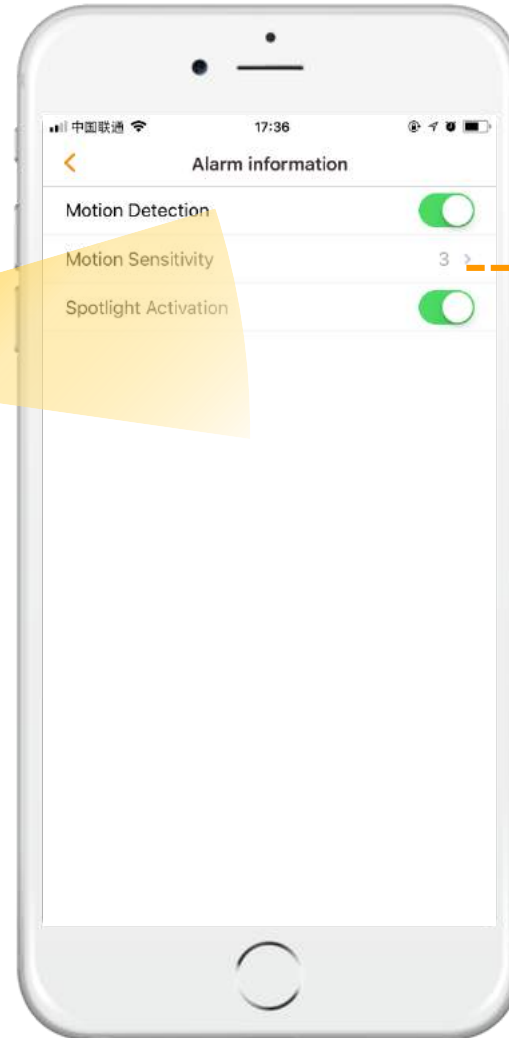 中国联通 17:36
Alarm information
Motion Detection
Motion Sensitivity 3
Spotlight Activation